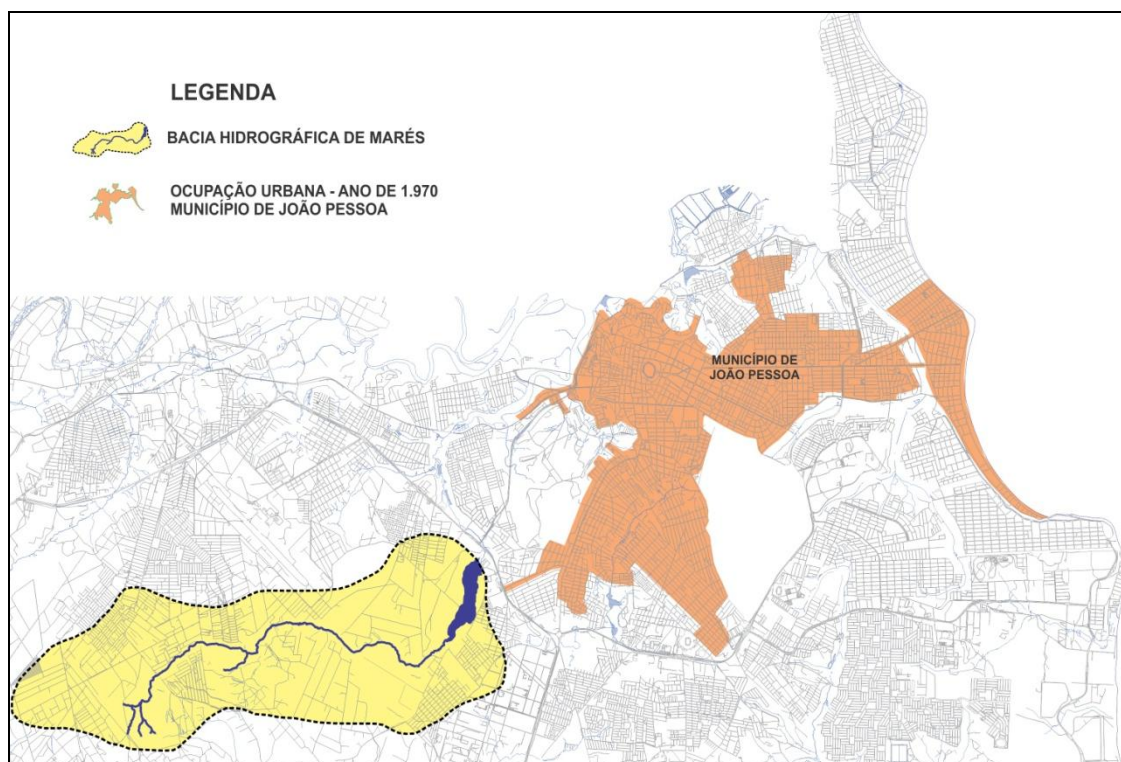 LEGENDA
BACIA HIDROGRÁFICA DE MARÉS
OCUPAÇÃO URBANA - ANO DE 1.970
MUNICÍPIO DE JOÃO PESSOA
MUNICÍPIO DE
JOÃO PESSOA